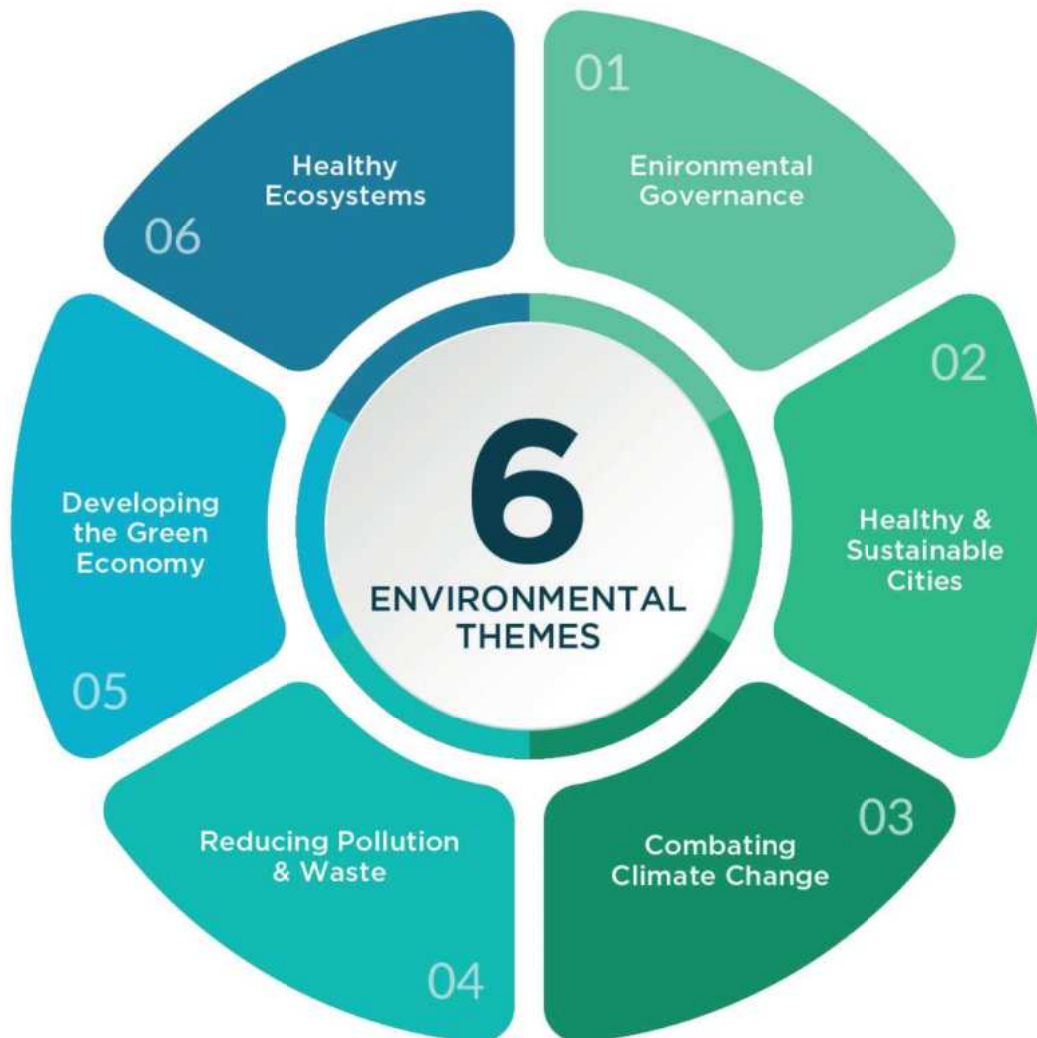 6
ENVIRONMENTAL
THEMES
01
Enironmental
Governance
02
Healthy &
Sustainable
Cities
03
Combating
Climate Change
04
Reducing Pollution
& Waste
05
Developing
the Green
Economy
06
Healthy
Ecosystems